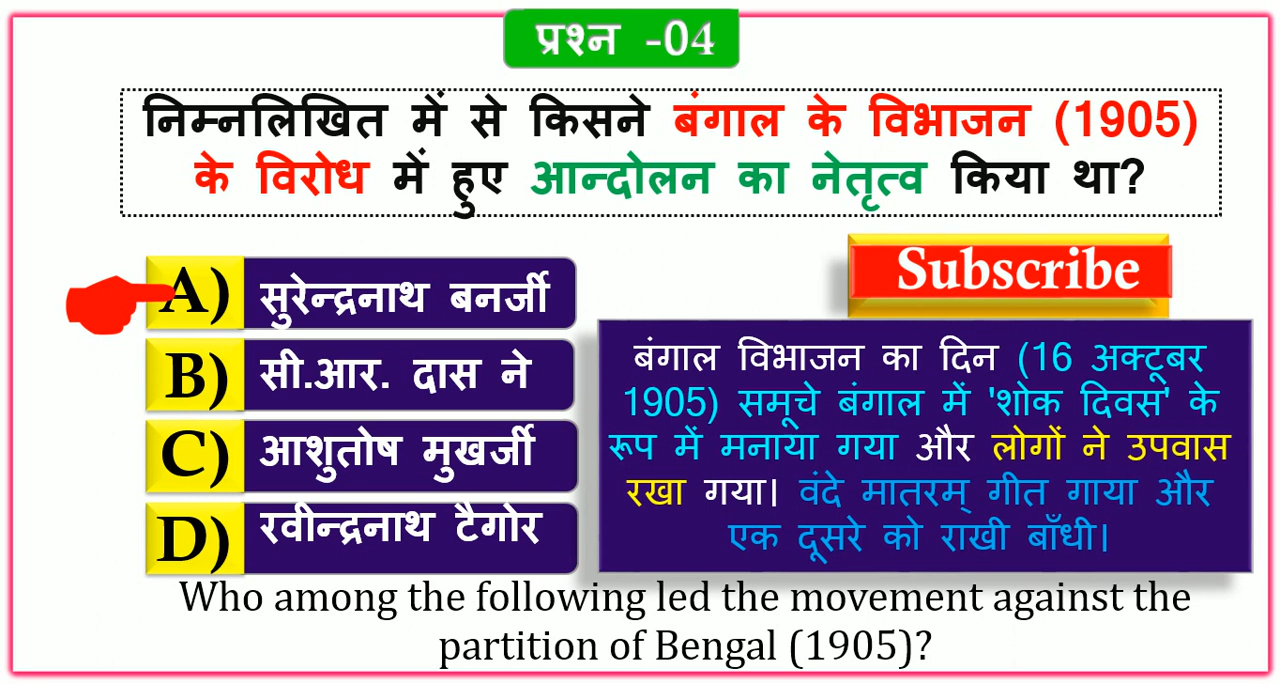 प्रश्न -04
निम्नलिखित में से किसने बंगाल के विभाजन (1905)
के विरोध में हुए आन्दोलन का नेतृत्व किया था?
A) सुरेन्द्रनाथ बनर्जी
B) सी.आर. दास ने
C) आशुतोष मुखर्जी
D) रवीन्द्रनाथ टैगोर
Subscribe
बंगाल विभाजन का दिन (16 अक्टूबर
1905) समूचे बंगाल में 'शोक दिवस' के
रूप में मनाया गया और लोगों ने उपवास
रखा गया। वंदे मातरम् गीत गाया और
एक दूसरे को राखी बाँधी।
Who among the following led the movement against the
partition of Bengal (1905)?